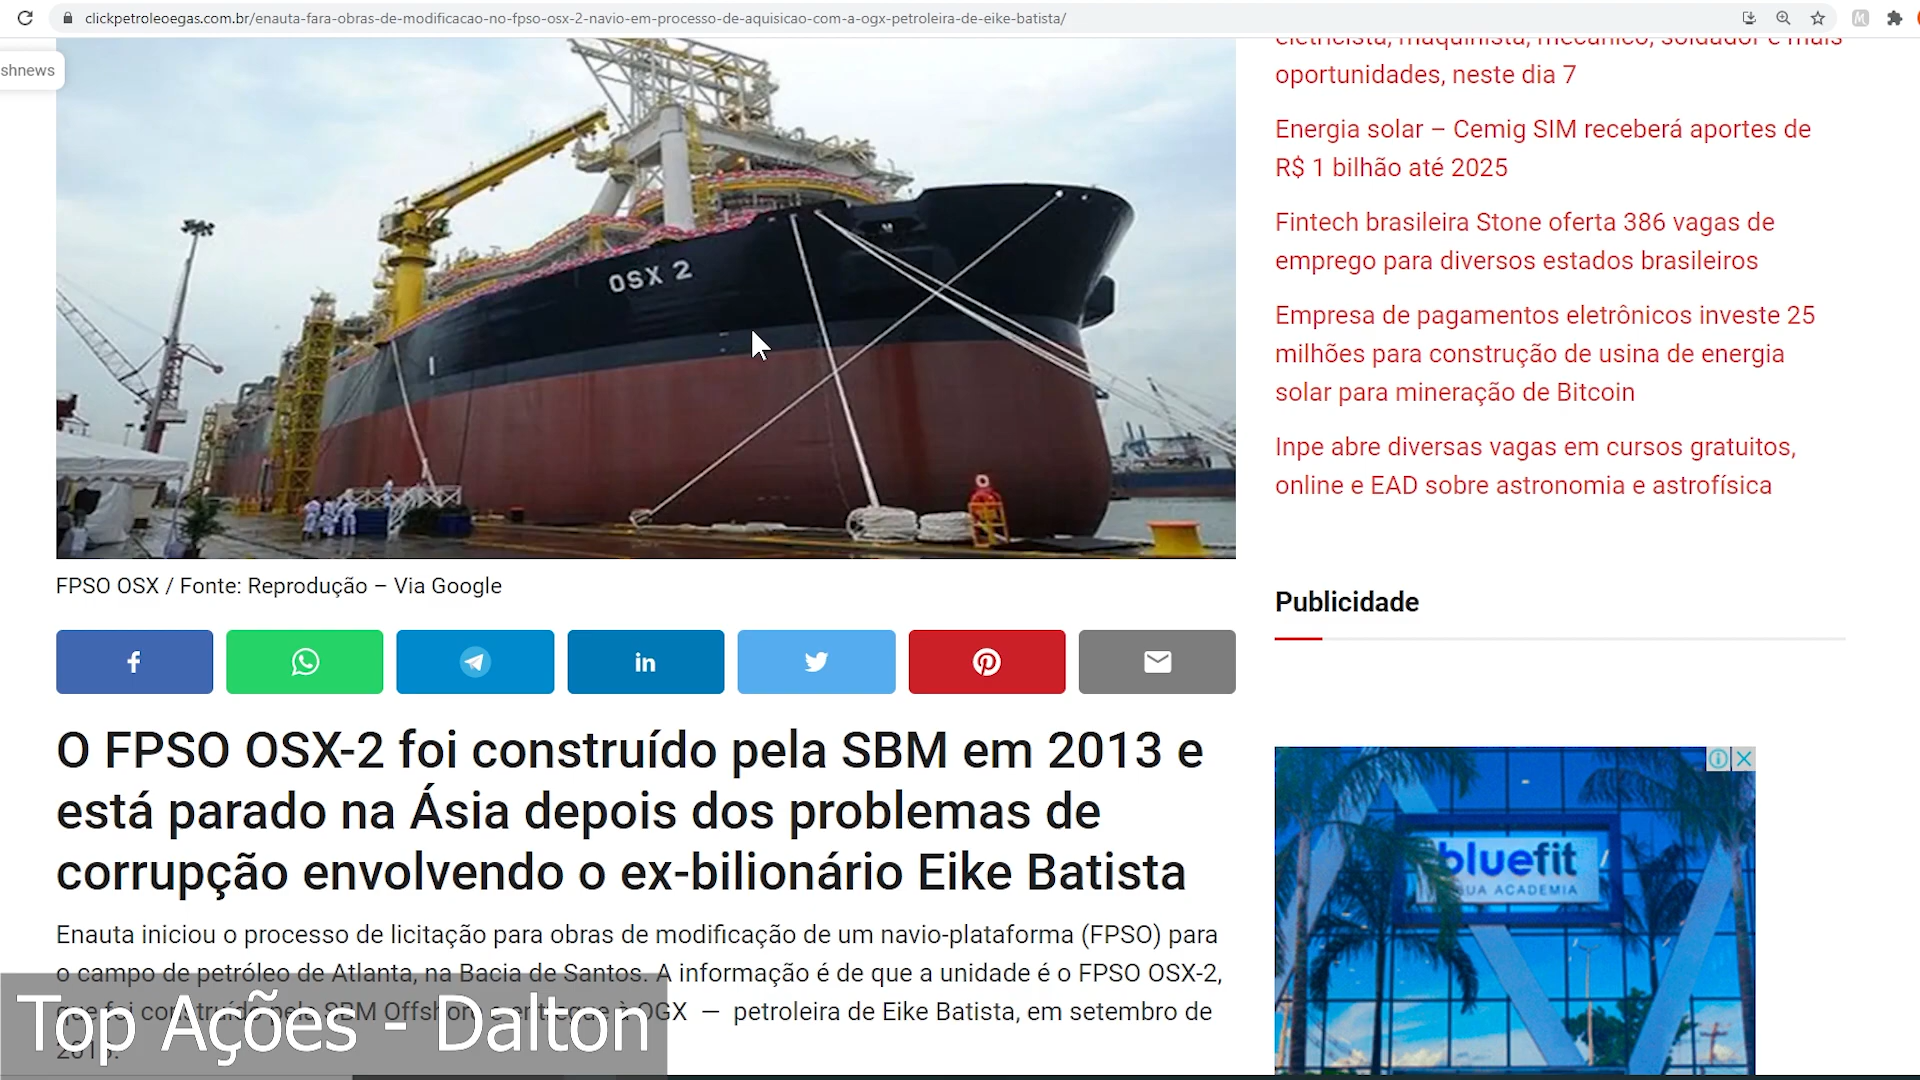 clickpetroleoegas.com.br/enauta-fara-obras-de-modificacao-no-fpso-osx-2-navio-em-processo-de-aquisicao-com-a-ogx-petroleira-de-eike-batista/
shnews
OSX 2
FPSO OSX / Fonte: Reprodução – Via Google
O FPSO OSX-2 foi construído pela SBM em 2013 e
está parado na Ásia depois dos problemas de
corrupção envolvendo o ex-bilionário Eike Batista
Enauta iniciou o processo de licitação para obras de modificação de um navio-plataforma (FPSO) para
o campo de petróleo de Atlanta, na Bacia de Santos. A informação é de que a unidade é o FPSO OSX-2,
que foi construído pela SBM Offshore e entregue à OGX — petroleira de Eike Batista, em setembro de
Top Ações - Dalton
eletricista, maquinista, mecânico, soldador e mais
oportunidades, neste dia 7
Energia solar – Cemig SIM receberá aportes de
R$ 1 bilhão até 2025
Fintech brasileira Stone oferta 386 vagas de
emprego para diversos estados brasileiros
Empresa de pagamentos eletrônicos investe 25
milhões para construção de usina de energia
solar para mineração de Bitcoin
Inpe abre diversas vagas em cursos gratuitos,
online e EAD sobre astronomia e astrofísica
Publicidade
bluefit
ACADEMIA